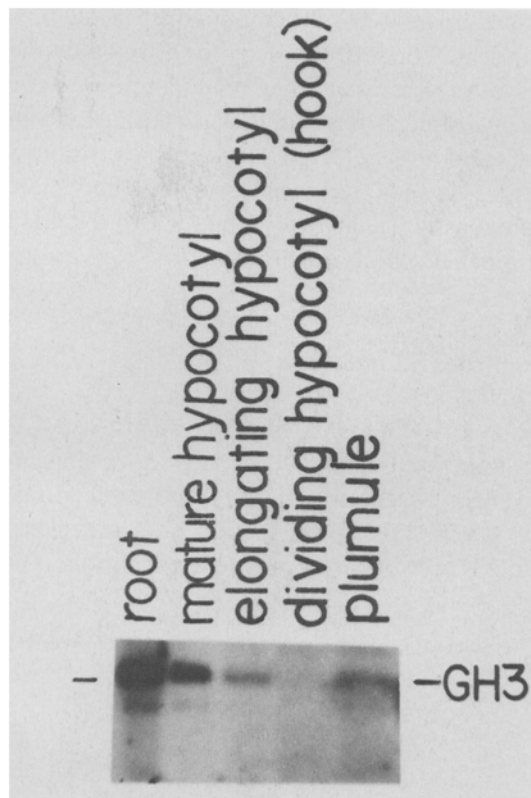 root
mature hypocotyl
elongating hypocotyl
dividing hypocotyl (hook)
plumule
- -GH3